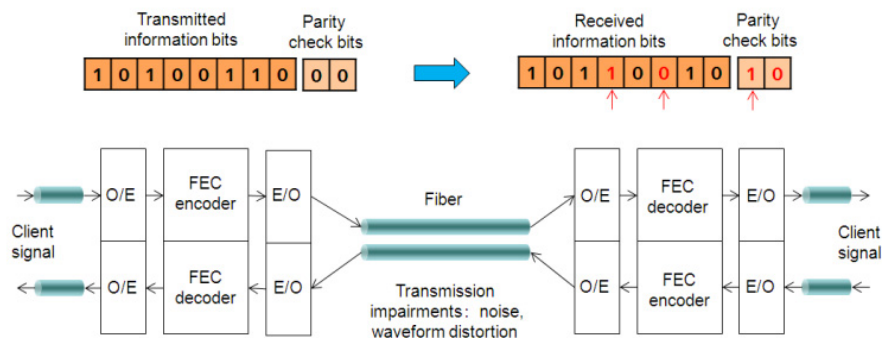 Transmitted
information bits
Parity
check bits
Received
information bits
Parity
check bits
1 0 1 0 0 1 1 0 0 0
1 0 1 1 0 0 1 0 1 0
O/E
FEC
encoder
E/O
Fiber
O/E
FEC
decoder
E/O
Client
signal
Client
signal
O/E
FEC
decoder
E/O
Transmission
impairments: noise,
waveform distortion
O/E
FEC
encoder
E/O